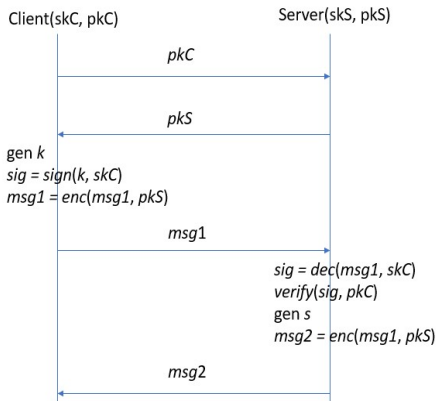 Client(skC, pkC)
Server(skS, pkS)
pkC
pkS
gen k
sig = sign(k, skC)
msg1 = enc(msg1, pkS)
msg1
sig = dec(msg1, skC)
verify(sig, pkC)
gen s
msg2 = enc(msg1, pkS)
msg2